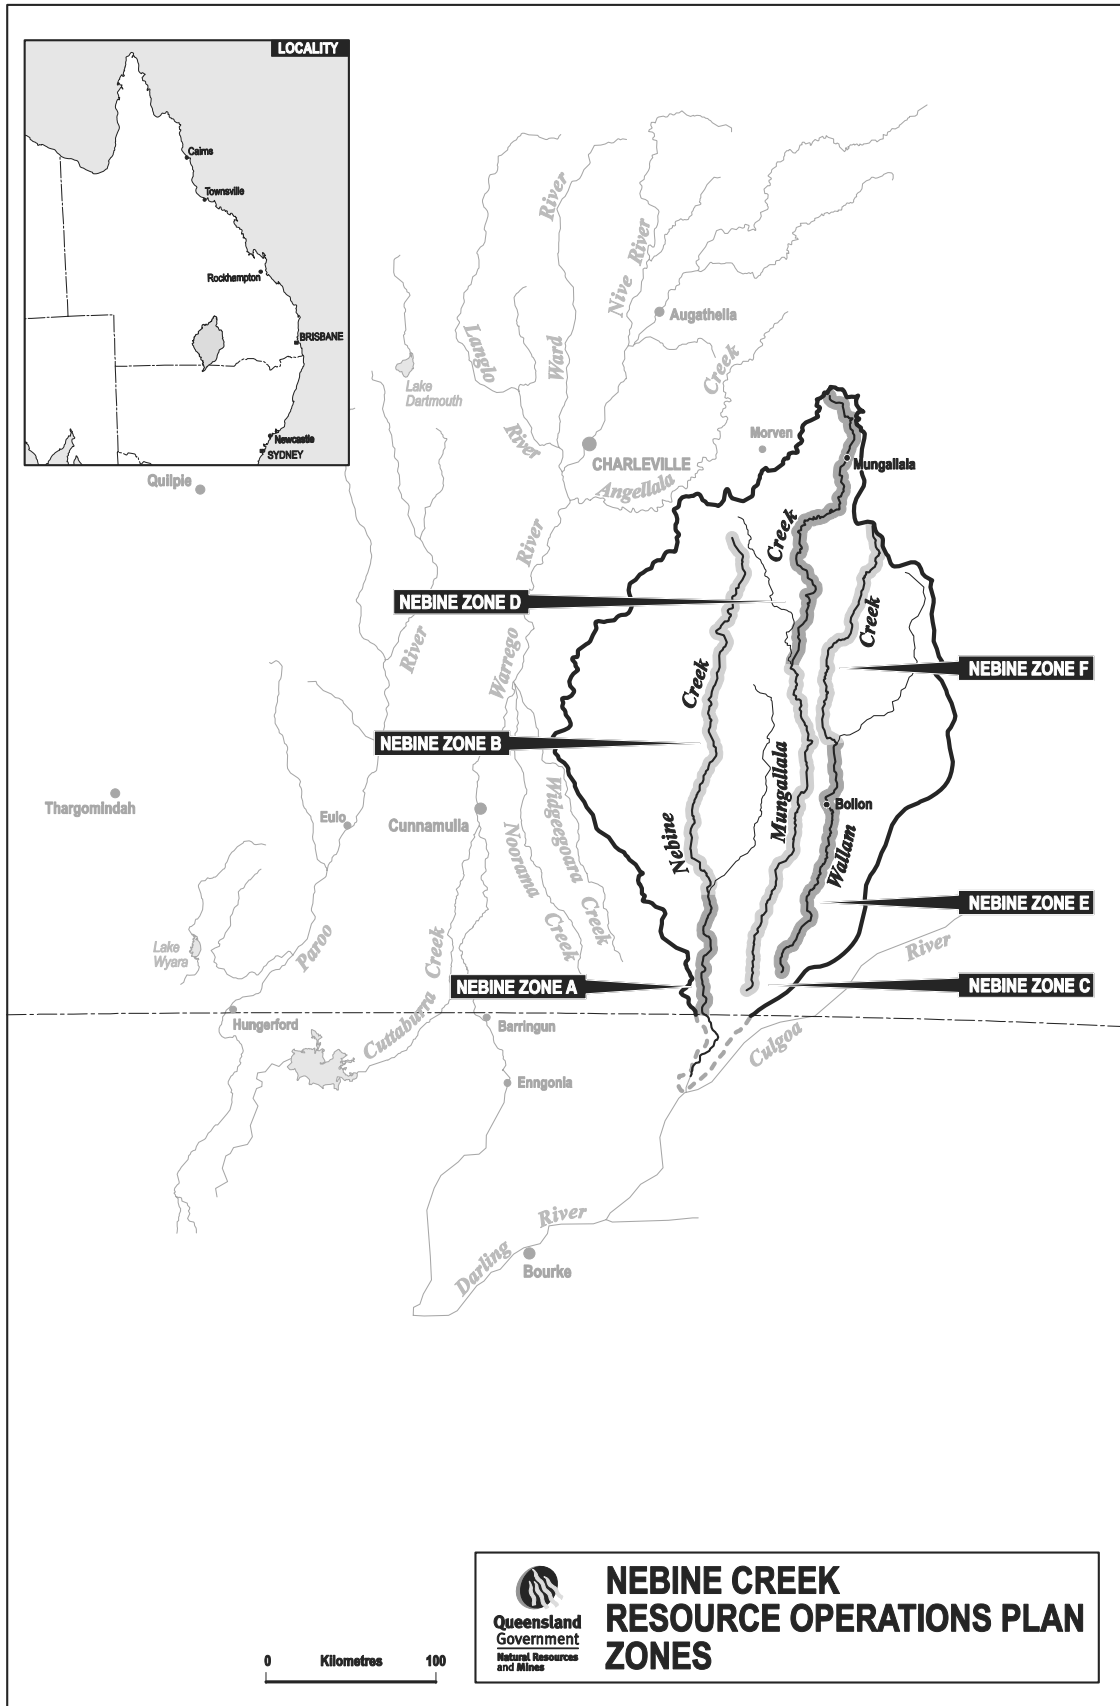 LOCALITY
Cairns
Townsville
Rockhampton
BRISBANE
Newcastle
SYDNEY
River
Nive River
Augathella
Langlo
Ward
Creek
Lake
Dartmouth
River
Morven
CHARLEVILLE
Mungallala
Quilpie
Angellala
Creek
River
NEBINE ZONE D
Creek
River
Warrego
Creek
NEBINE ZONE F
NEBINE ZONE B
Mungallala
Thargomindah
Widgeegoara
Bollon
Eulo
Cunnamulla
Noorama
Nebine
Wallam
NEBINE ZONE E
Lake
Wyara
Paroo
Creek
Creek
Creek
River
NEBINE ZONE A
NEBINE ZONE C
Hungerford
Cuttaburra
Barringun
Culgoa
Enngonia
River
Darling
Bourke
Queensland
Government
Natural Resources
and Mines
NEBINE CREEK
RESOURCE OPERATIONS PLAN
ZONES
0 Kilometres 100